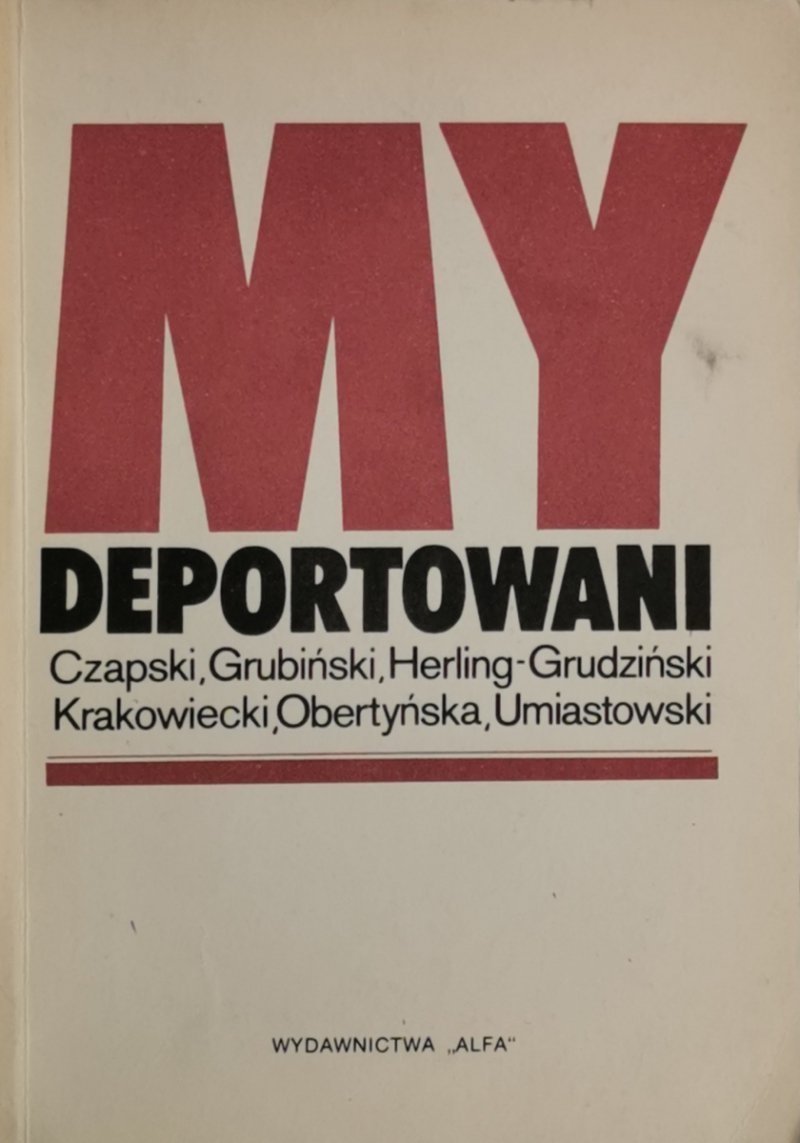 MY
DEPORTOWANI
Czapski, Grubiński, Herling-Grudziński
Krakowiecki, Obertyńska, Umiastowski
WYDAWNICTWA „ALFA“